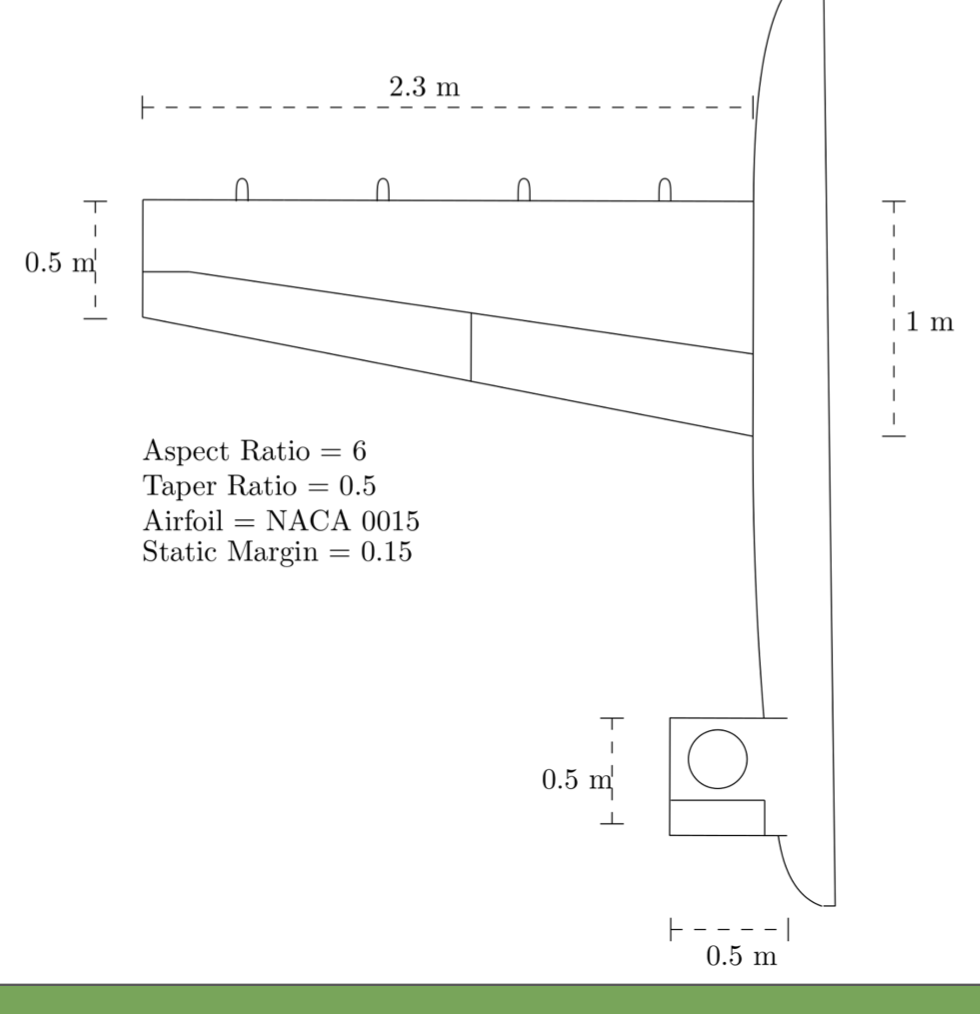 2.3 m
0.5 m
1 m
Aspect Ratio = 6
Taper Ratio = 0.5
Airfoil = NACA 0015
Static Margin = 0.15
0.5 m
0.5 m